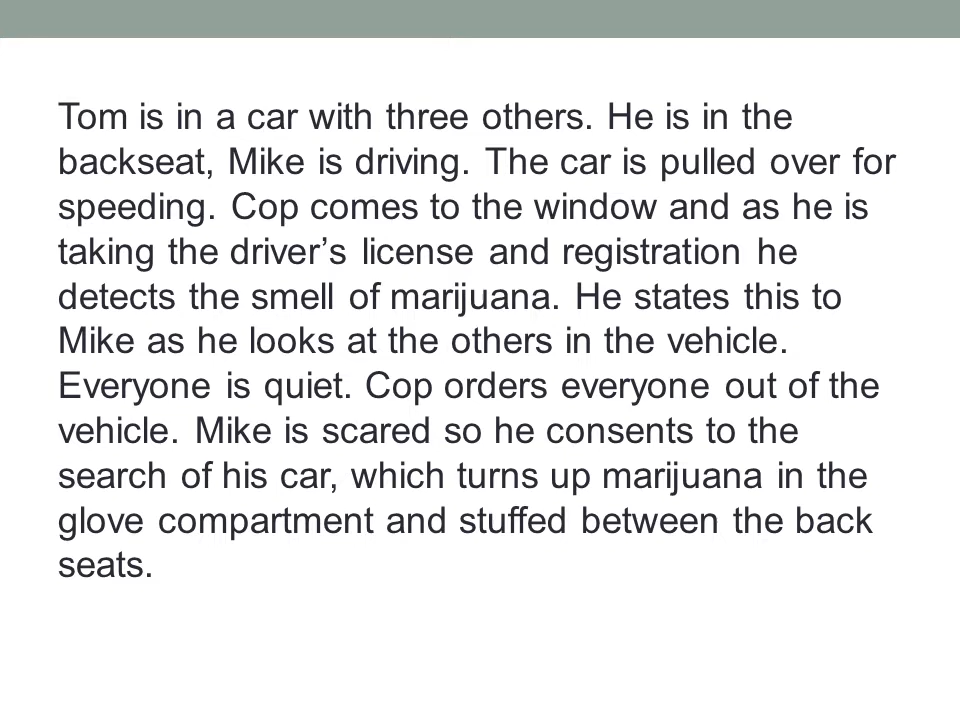 Tom is in a car with three others. He is in the
backseat, Mike is driving. The car is pulled over for
speeding. Cop comes to the window and as he is
taking the driver’s license and registration he
detects the smell of marijuana. He states this to
Mike as he looks at the others in the vehicle.
Everyone is quiet. Cop orders everyone out of the
vehicle. Mike is scared so he consents to the
search of his car, which turns up marijuana in the
glove compartment and stuffed between the back
seats.